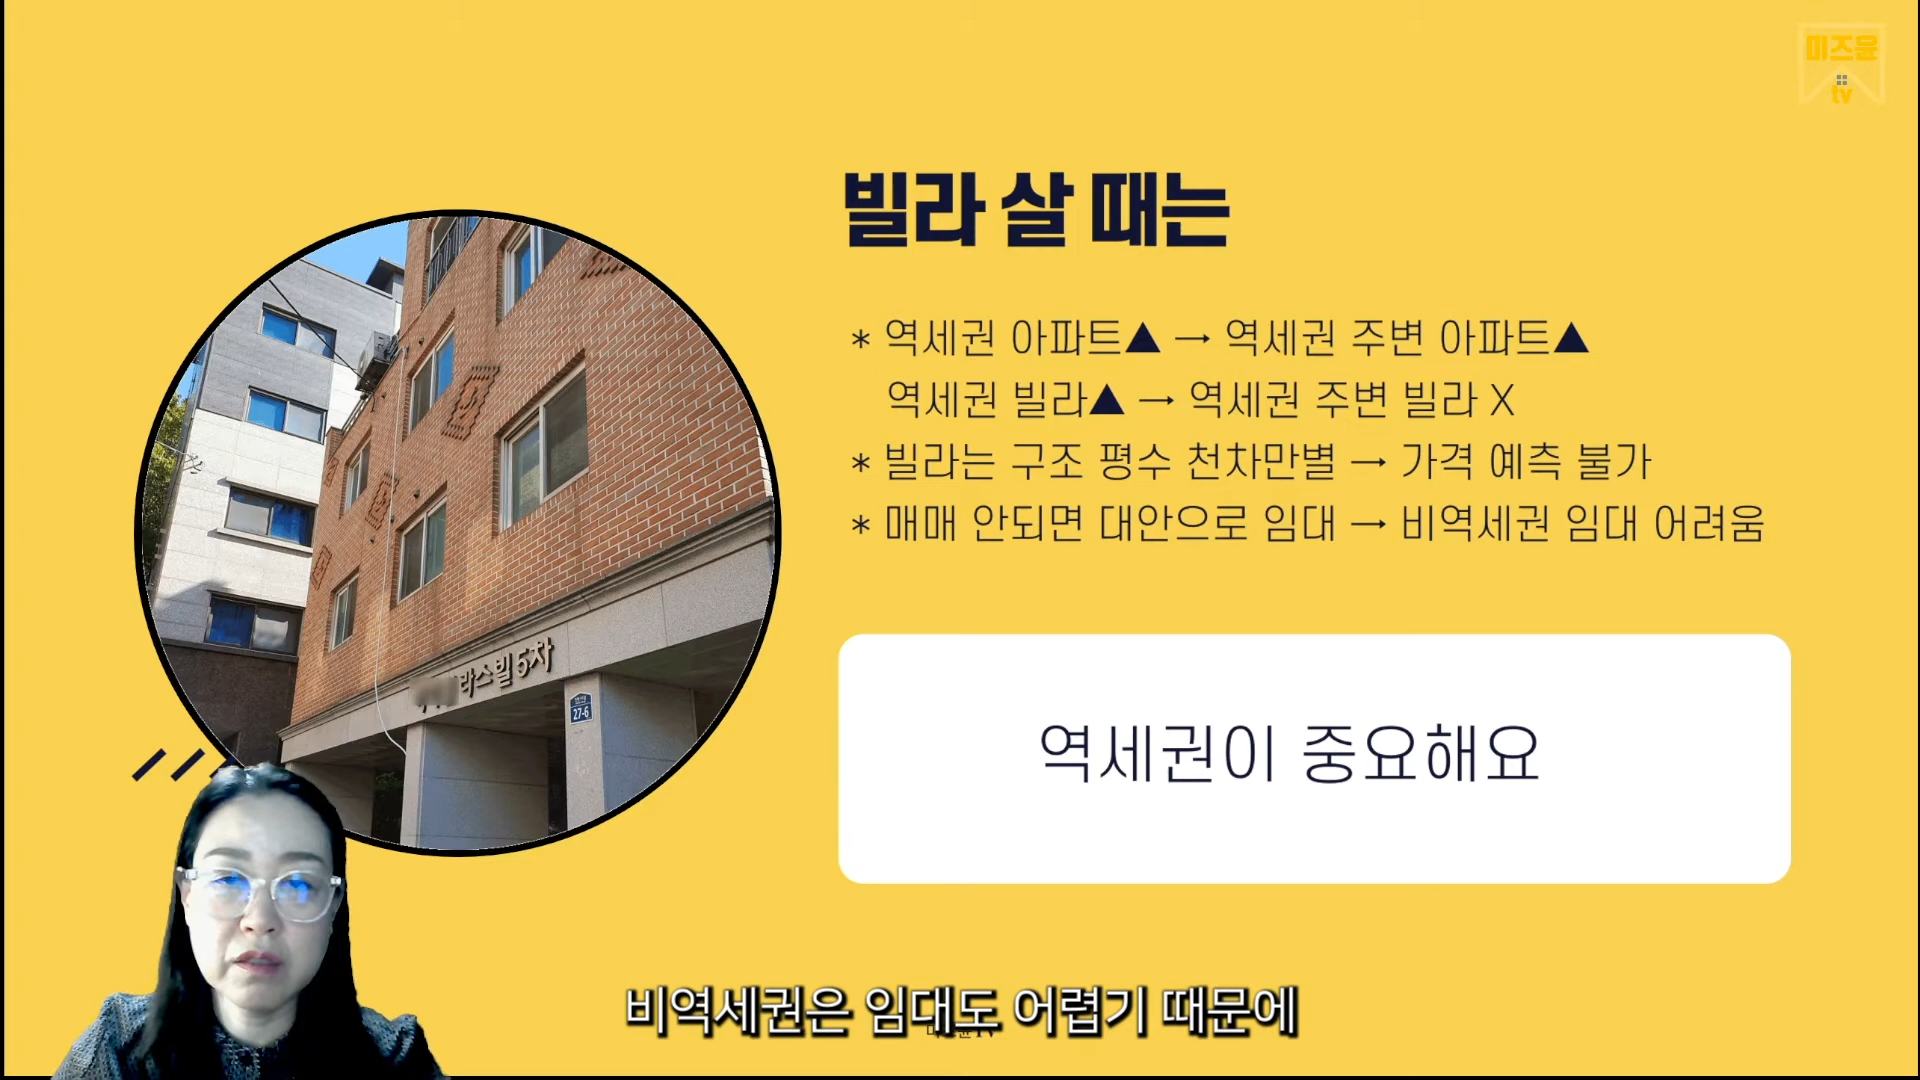 미즈윤
tv
빌라 살 때는
* 역세권 아파트▲ → 역세권 주변 아파트▲
역세권 빌라▲ → 역세권 주변 빌라 X
* 빌라는 구조 평수 천차만별 → 가격 예측 불가
* 매매 안되면 대안으로 임대 → 비역세권 임대 어려움
라스빌 5차
27-6
역세권이 중요해요
비역세권은 임대도 어렵기 때문에